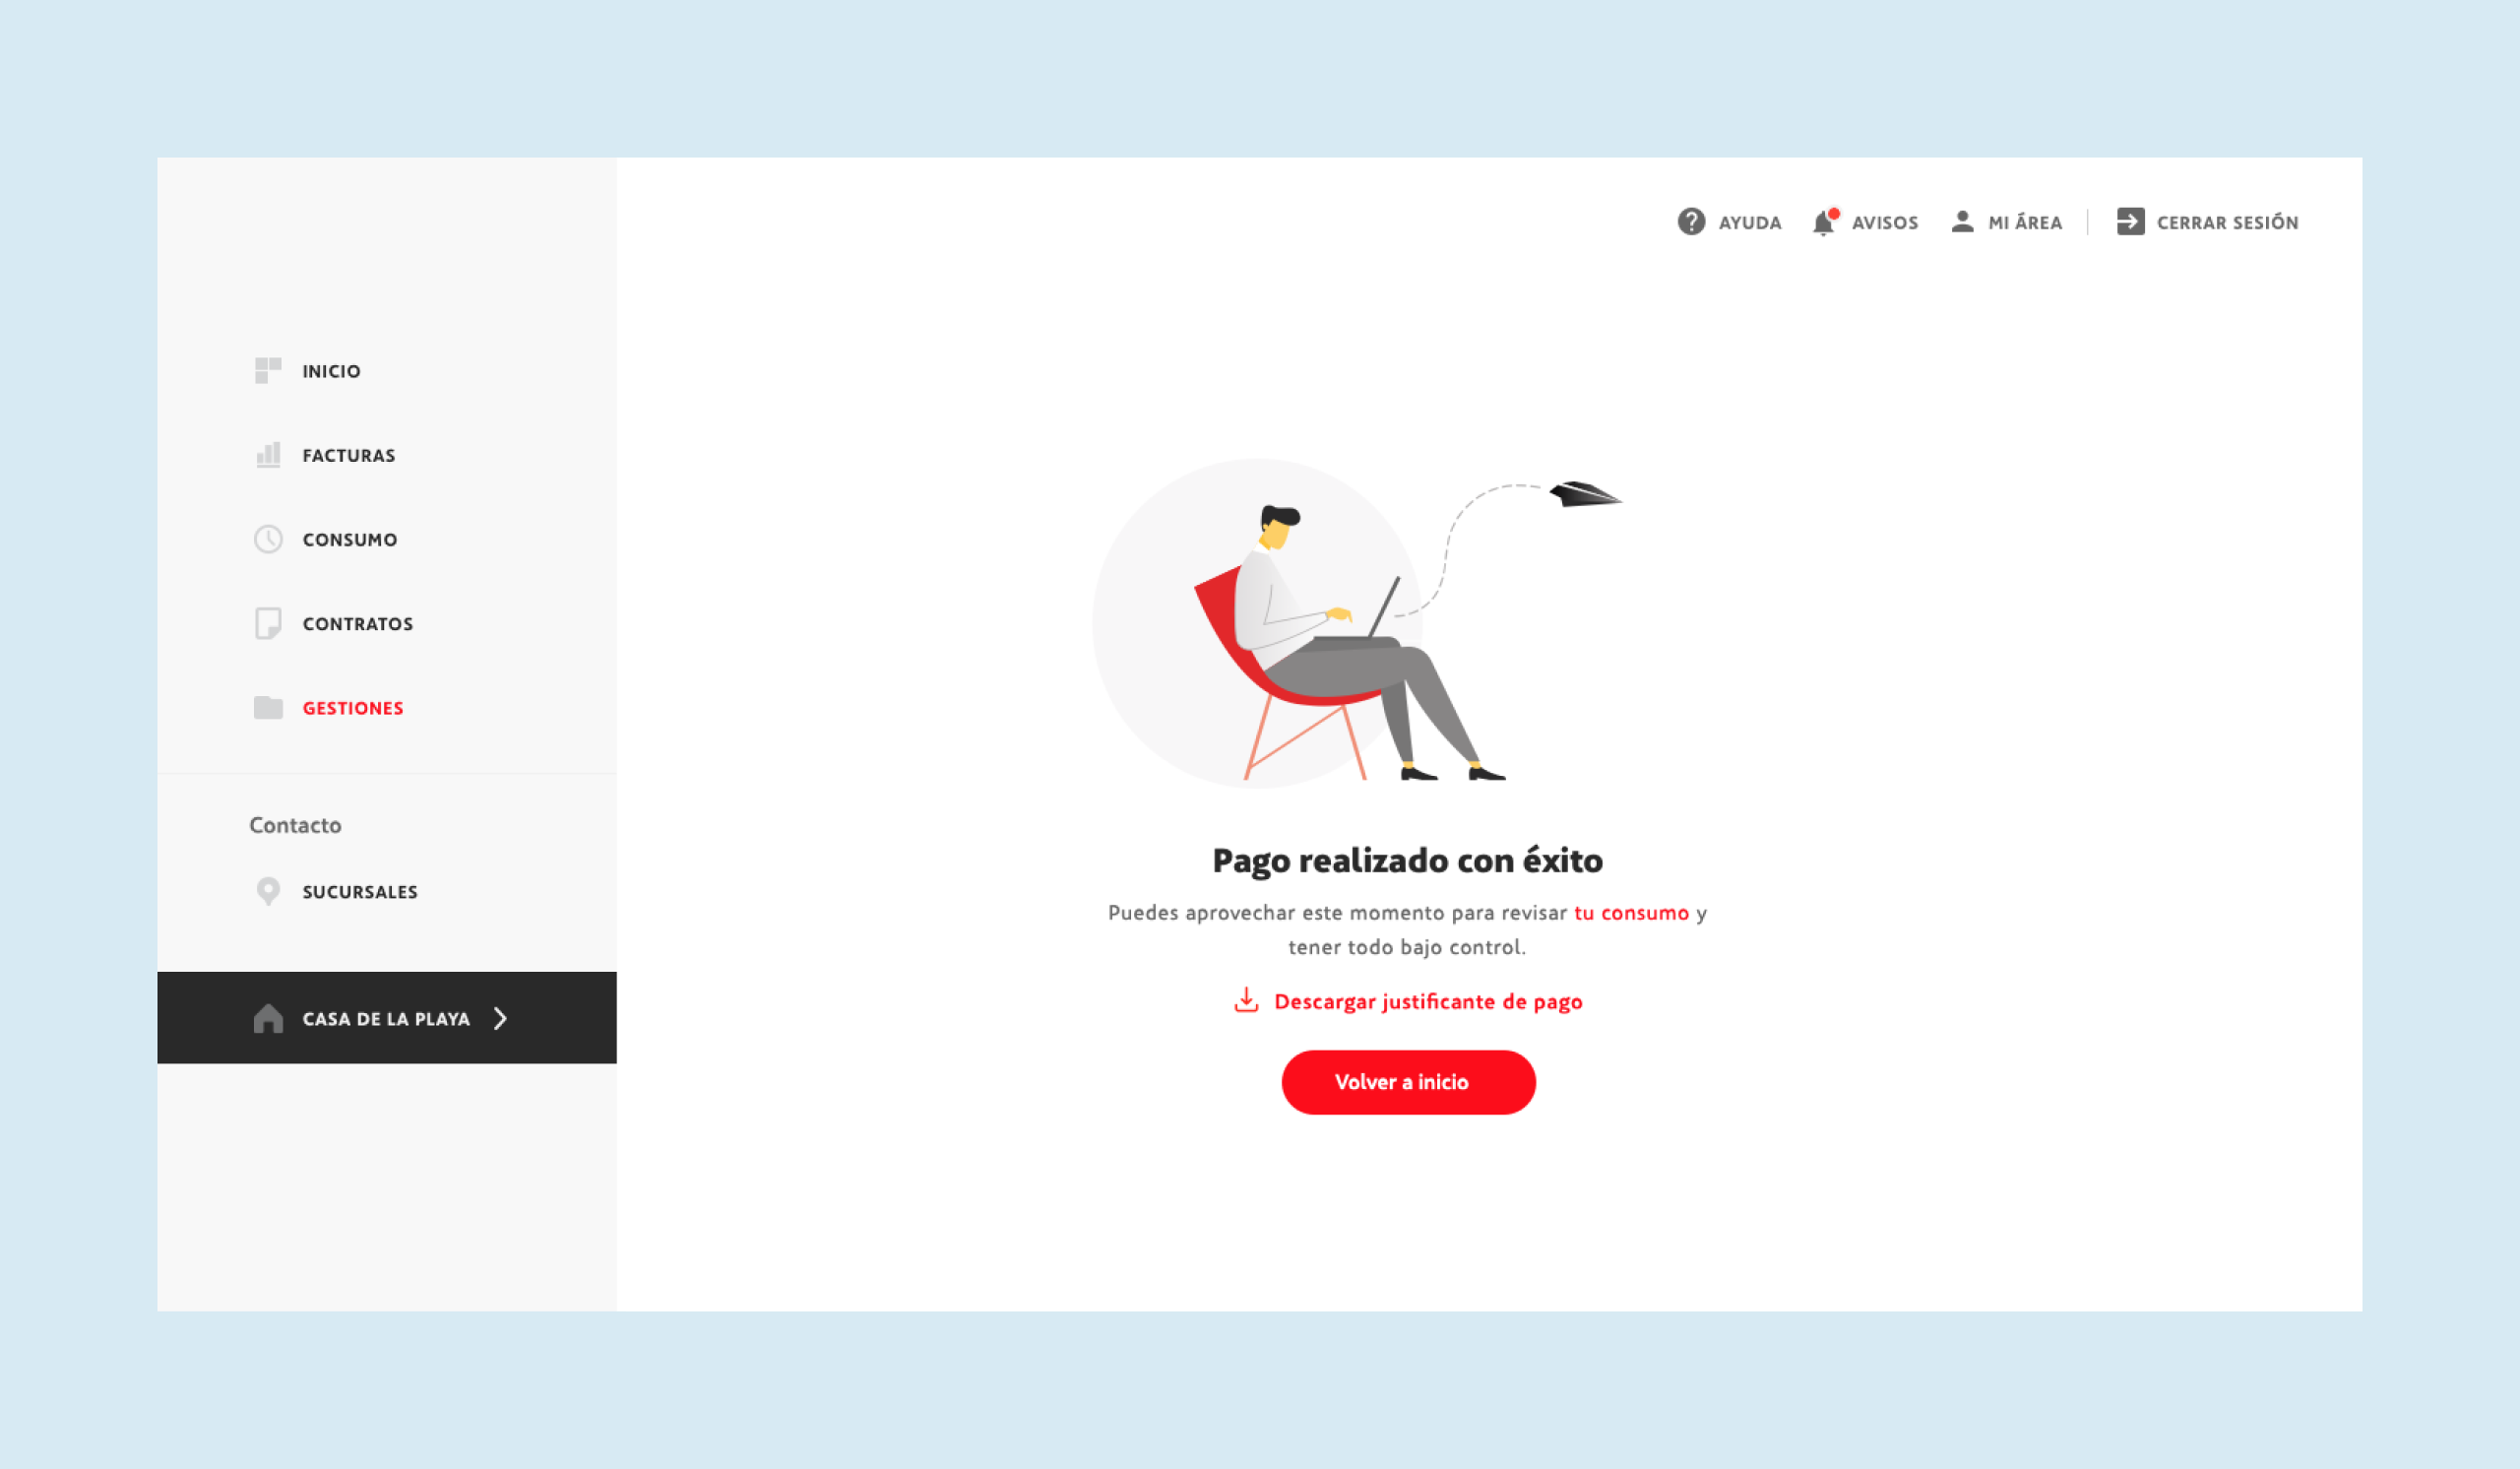 AYUDA
AVISOS
MI ÁREA
CERRAR SESIÓN
INICIO
FACTURAS
CONSUMO
CONTRATOS
GESTIONES
Contacto
SUCURSALES
CASA DE LA PLAYA
Pago realizado con éxito
Puedes aprovechar este momento para revisar tu consumo y
tener todo bajo control.
Descargar justificante de pago
Volver a inicio